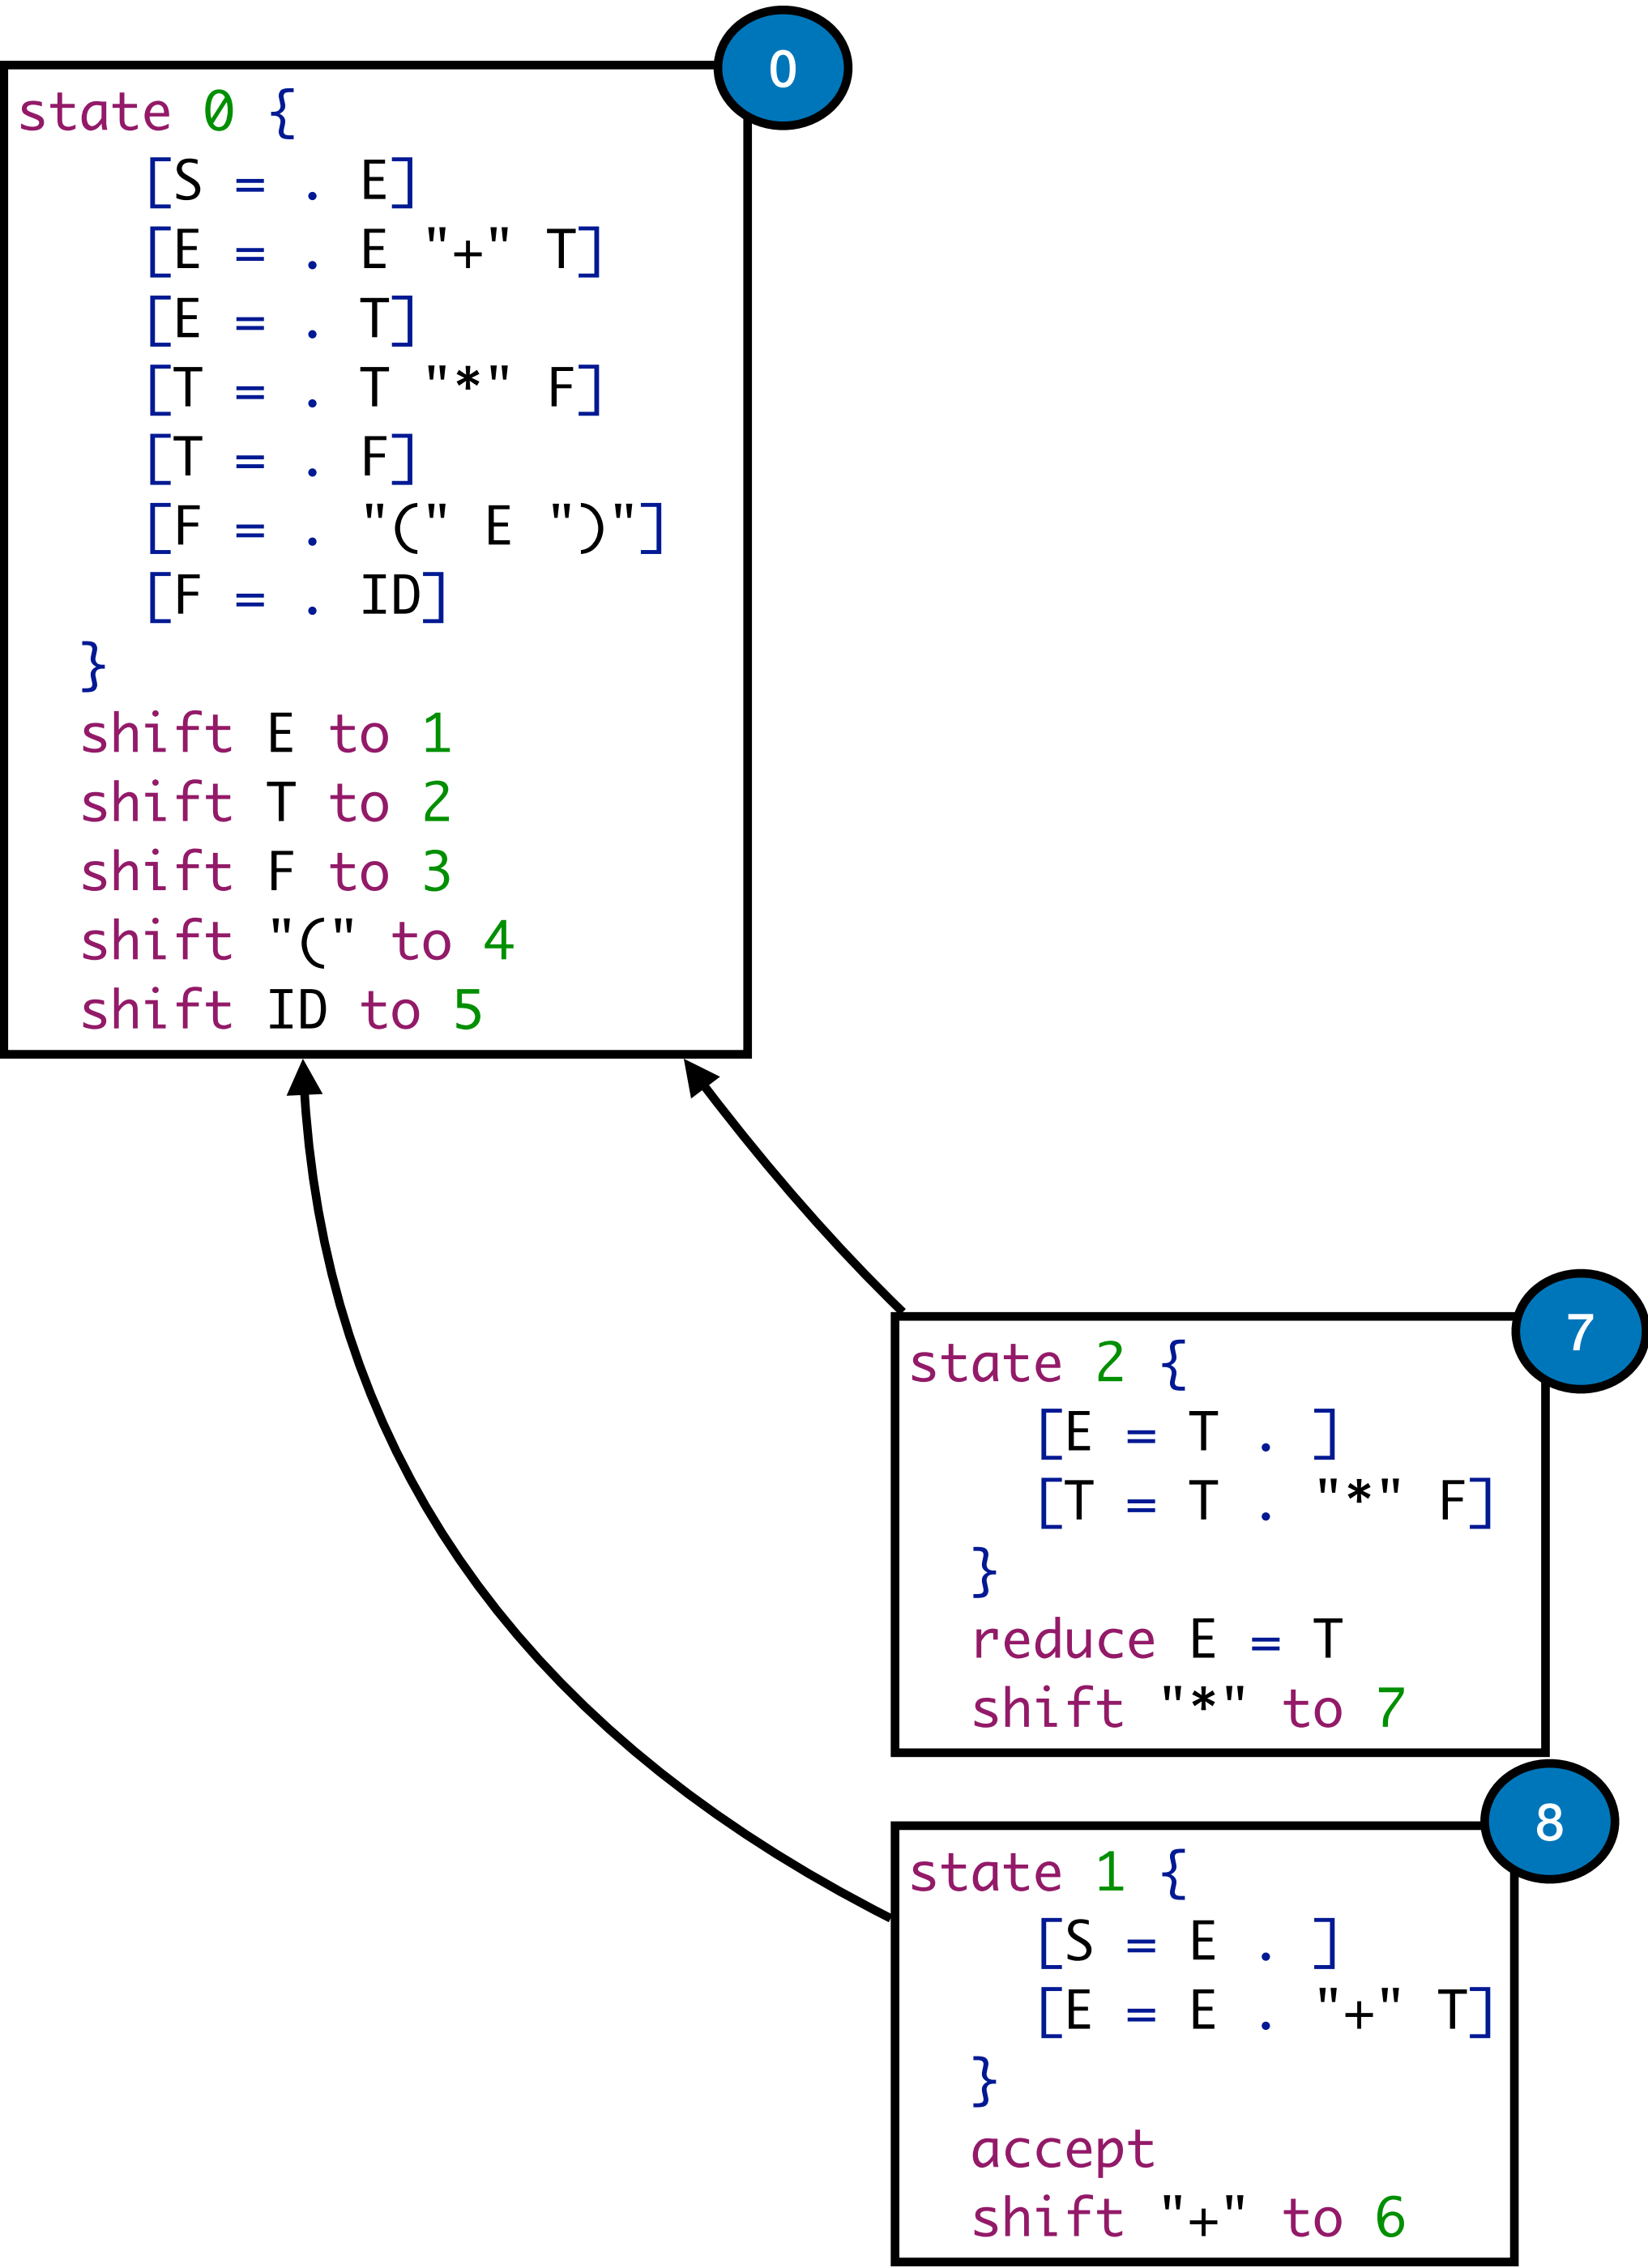 0
state 0 {
[S = . E]
[E = . E "+" T]
[E = . T]
[T = . T "*" F]
[T = . F]
[F = . "(" E ")"]
[F = . ID]
}
shift E to 1
shift T to 2
shift F to 3
shift "(" to 4
shift ID to 5
7
state 2 {
[E = T . ]
[T = T . "*" F]
}
reduce E = T
shift "*" to 7
8
state 1 {
[S = E . ]
[E = E . "+" T]
}
accept
shift "+" to 6